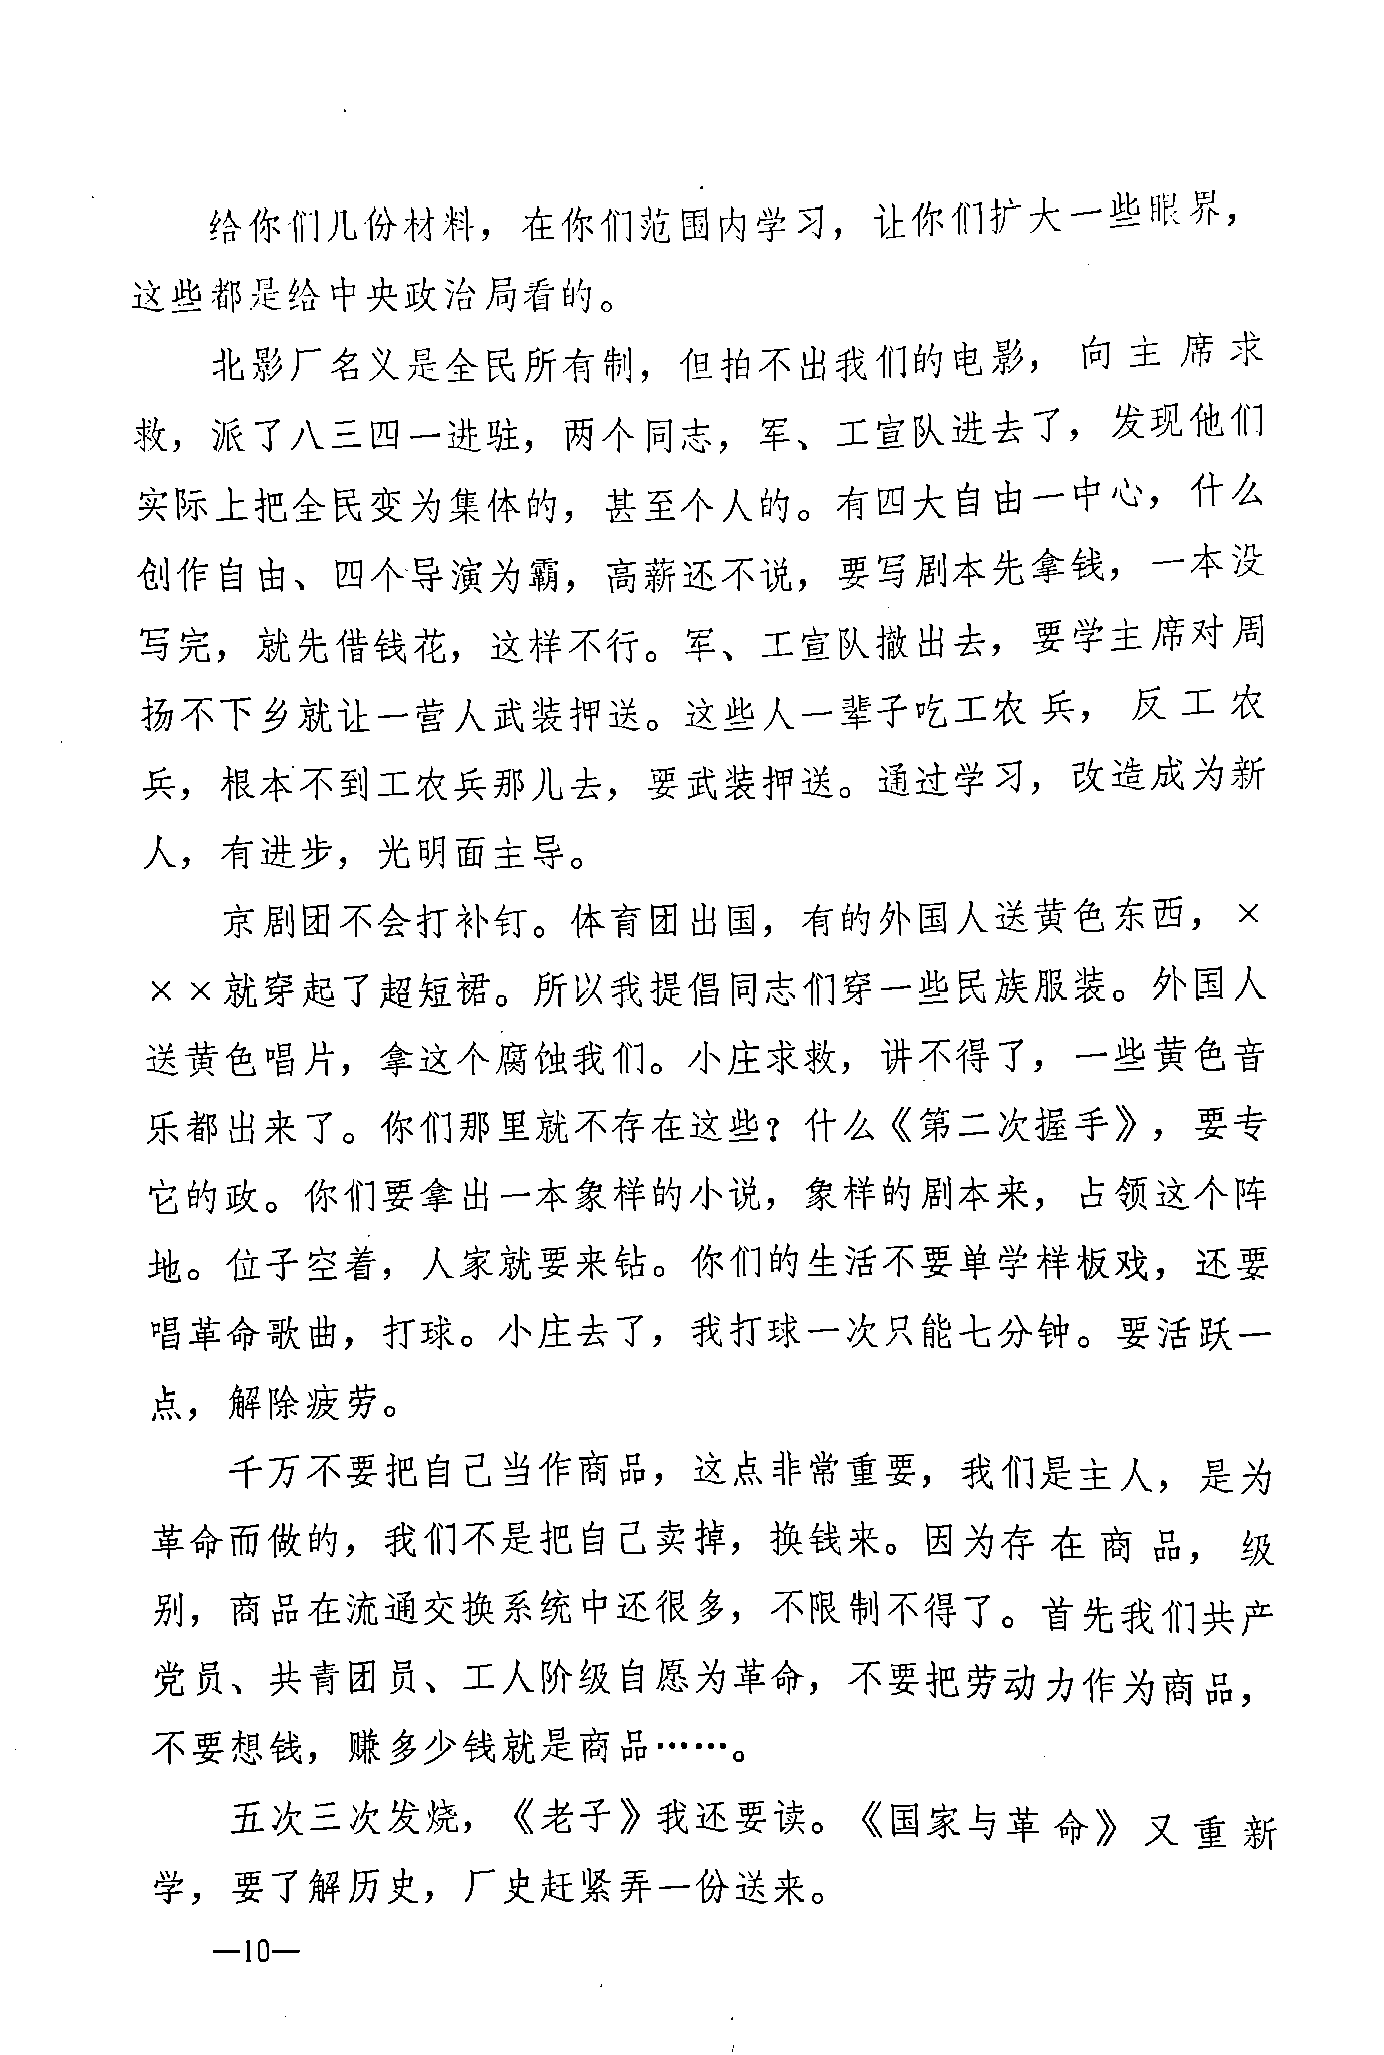 给你们几份材料，在你们范围内学习，让你们扩大一些眼界，
这些都是给中央政治局看的。
北影厂名义是全民所有制，但拍不出我们的电影，向主席求
救，派了八三四一进驻，两个同志，军、工宣队进去了，发现他们
实际上把全民变为集体的，甚至个人的。有四大自由一中心，什么
创作自由、四个导演为霸，高薪还不说，要写剧本先拿钱，一本没
写完，就先借钱花，这样不行。军、工宣队撤出去，要学主席对周
扬不下乡就让一营人武装押送。这些人一辈子吃工农兵，反工农
兵，根本不到工农兵那儿去，要武装押送。通过学习，改造成为新
人，有进步，光明面主导。
京剧团不会打补钉。体育团出国，有的外国人送黄色东西，×
××就穿起了超短裙。所以我提倡同志们穿一些民族服装。外国人
送黄色唱片，拿这个腐蚀我们。小庄求救，讲不得了，一些黄色音
乐都出来了。你们那里就不存在这些？什么《第二次握手》，要专
它的政。你们要拿出一本象样的小说，象样的剧本来，占领这个阵
地。位子空着，人家就要来钻。你们的生活不要单学样板戏，还要
唱革命歌曲，打球。小庄去了，我打球一次只能七分钟。要活跃一
点，解除疲劳。
千万不要把自己当作商品，这点非常重要，我们是主人，是为
革命而做的，我们不是把自己卖掉，换钱来。因为存在商品，级
别，商品在流通交换系统中还很多，不限制不得了。首先我们共产
党员、共青团员、工人阶级自愿为革命，不要把劳动力作为商品，
不要想钱，赚多少钱就是商品……。
五次三次发烧，《老子》我还要读。《国家与革命》又重新
学，要了解历史，厂史赶紧弄一份送来。
—10—